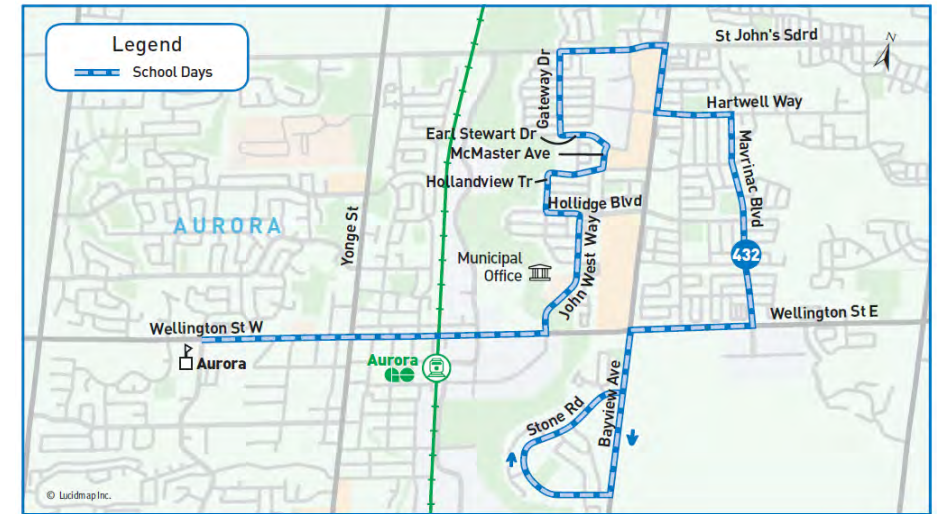 Legend
School Days
St John's Sdrd
N
Gateway Dr
Hartwell Way
Earl Stewart Dr
McMaster Ave
Mavrinac Blvd
Hollandview Tr
Hollidge Blvd
AURORA
Yonge St
John West Way
432
Municipal
Office
Wellington St W
Wellington St E
Aurora
Aurora
GO
Bayview Ave
Stone Rd
© Lucidmap Inc.